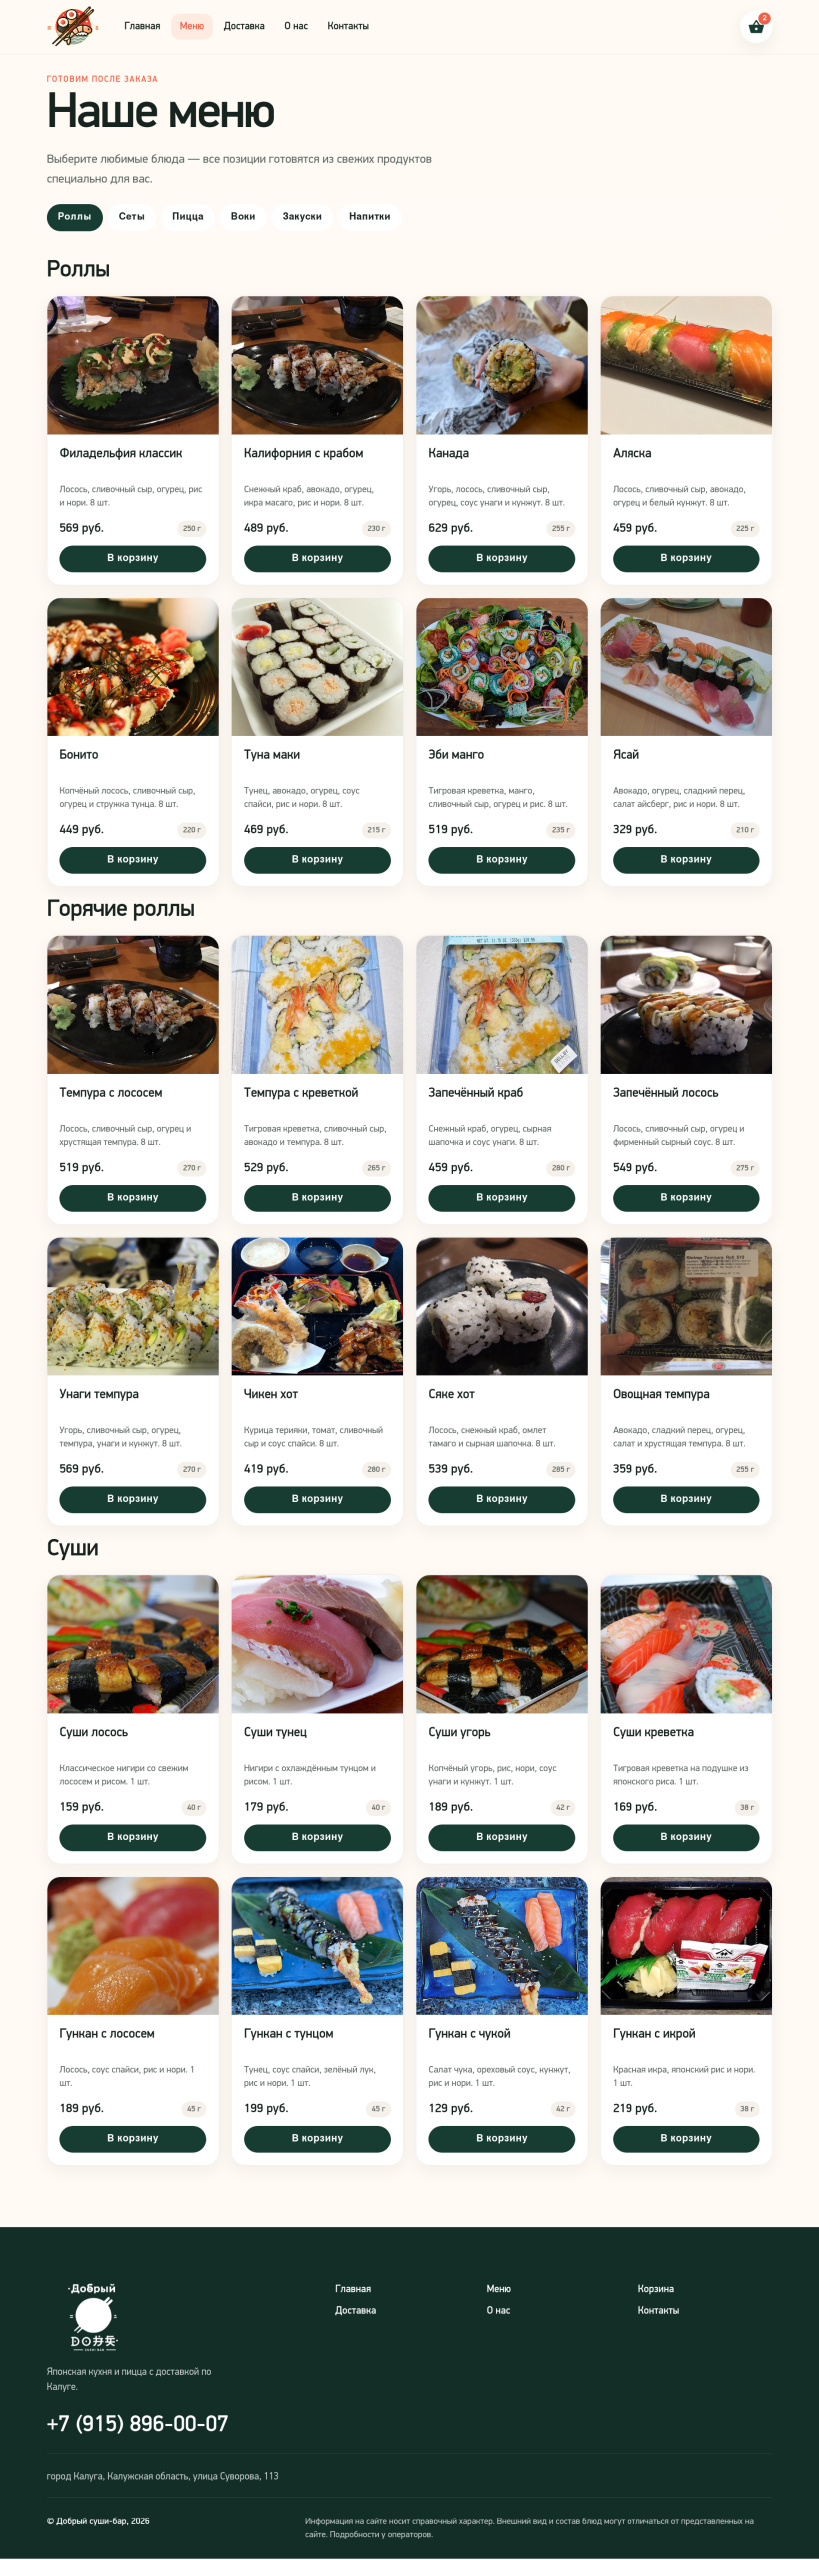 Главная
Меню
Доставка
О нас
Контакты
2
ГОТОВИМ ПОСЛЕ ЗАКАЗА
Наше меню
Выберите любимые блюда — все позиции готовятся из свежих продуктов
специально для вас.
Роллы
Сеты
Пицца
Воки
Закуски
Напитки
Роллы
Филадельфия классик
Лосось, сливочный сыр, огурец, рис
и нори. 8 шт.
569 руб.
250 г
В корзину
Калифорния с крабом
Снежный краб, авокадо, огурец,
икра масаго, рис и нори. 8 шт.
489 руб.
230 г
В корзину
Канада
Угорь, лосось, сливочный сыр,
огурец, соус унаги и кунжут. 8 шт.
629 руб.
255 г
В корзину
Аляска
Лосось, сливочный сыр, авокадо,
огурец и белый кунжут. 8 шт.
459 руб.
225 г
В корзину
Бонито
Копчёный лосось, сливочный сыр,
огурец и стружка тунца. 8 шт.
449 руб.
220 г
В корзину
Туна маки
Тунец, авокадо, огурец, соус
спайси, рис и нори. 8 шт.
469 руб.
215 г
В корзину
Эби манго
Тигровая креветка, манго,
сливочный сыр, огурец и рис. 8 шт.
519 руб.
235 г
В корзину
Ясай
Авокадо, огурец, сладкий перец,
салат айсберг, рис и нори. 8 шт.
329 руб.
210 г
В корзину
Горячие роллы
Темпура с лососем
Лосось, сливочный сыр, огурец и
хрустящая темпура. 8 шт.
519 руб.
270 г
В корзину
Темпура с креветкой
Тигровая креветка, сливочный сыр,
авокадо и темпура. 8 шт.
529 руб.
265 г
В корзину
Запечённый краб
Снежный краб, огурец, сырная
шапочка и соус унаги. 8 шт.
459 руб.
280 г
В корзину
Запечённый лосось
Лосось, сливочный сыр, огурец и
фирменный сырный соус. 8 шт.
549 руб.
275 г
В корзину
Унаги темпура
Угорь, сливочный сыр, огурец,
темпура, унаги и кунжут. 8 шт.
569 руб.
270 г
В корзину
Чикен хот
Курица терияки, томат, сливочный
сыр и соус спайси. 8 шт.
419 руб.
280 г
В корзину
Сяке хот
Лосось, снежный краб, омлет
тамаго и сырная шапочка. 8 шт.
539 руб.
285 г
В корзину
Овощная темпура
Авокадо, сладкий перец, огурец,
салат и хрустящая темпура. 8 шт.
359 руб.
255 г
В корзину
Суши
Суши лосось
Классическое нигири со свежим
лососем и рисом. 1 шт.
159 руб.
40 г
В корзину
Суши тунец
Нигири с охлаждённым тунцом и
рисом. 1 шт.
179 руб.
40 г
В корзину
Суши угорь
Копчёный угорь, рис, нори, соус
унаги и кунжут. 1 шт.
189 руб.
42 г
В корзину
Суши креветка
Тигровая креветка на подушке из
японского риса. 1 шт.
169 руб.
38 г
В корзину
Гункан с лососем
Лосось, соус спайси, рис и нори. 1
шт.
189 руб.
45 г
В корзину
Гункан с тунцом
Тунец, соус спайси, зелёный лук,
рис и нори. 1 шт.
199 руб.
45 г
В корзину
Гункан с чукой
Салат чука, ореховый соус, кунжут,
рис и нори. 1 шт.
129 руб.
42 г
В корзину
Гункан с икрой
Красная икра, японский рис и нори.
1 шт.
219 руб.
38 г
В корзину
Добрый
Японская кухня и пицца с доставкой по
Калуге.
+7 (915) 896-00-07
Главная
Доставка
Меню
О нас
Корзина
Контакты
город Калуга, Калужская область, улица Суворова, 113
© Добрый суши-бар, 2026
Информация на сайте носит справочный характер. Внешний вид и состав блюд могут отличаться от представленных на
сайте. Подробности у операторов.